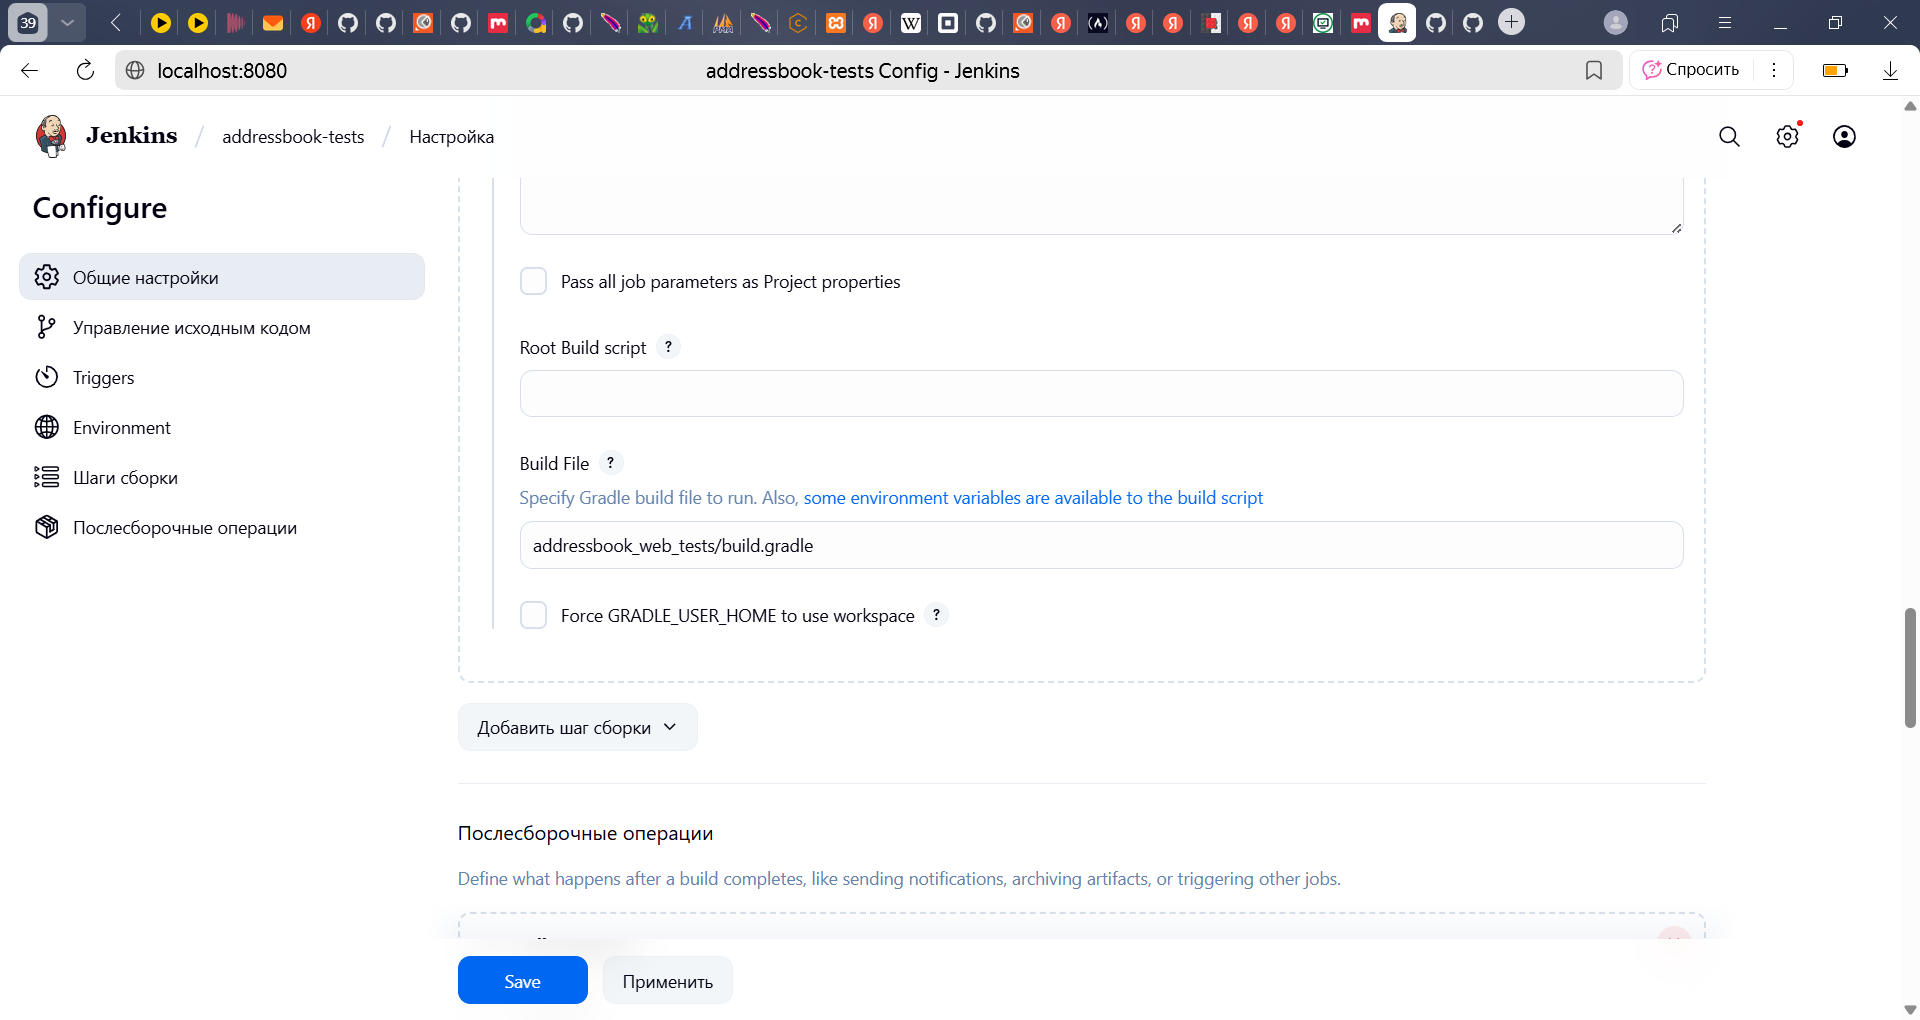 39
localhost:8080
addressbook-tests Config - Jenkins
Спросить
Jenkins / addressbook-tests / Настройка
Configure
Общие настройки
Управление исходным кодом
Triggers
Environment
Шаги сборки
Послесборочные операции
Pass all job parameters as Project properties
Root Build script ?
Build File ?
Specify Gradle build file to run. Also, some environment variables are available to the build script
addressbook_web_tests/build.gradle
Force GRADLE_USER_HOME to use workspace ?
Добавить шаг сборки
Послесборочные операции
Define what happens after a build completes, like sending notifications, archiving artifacts, or triggering other jobs.
Save
Применить